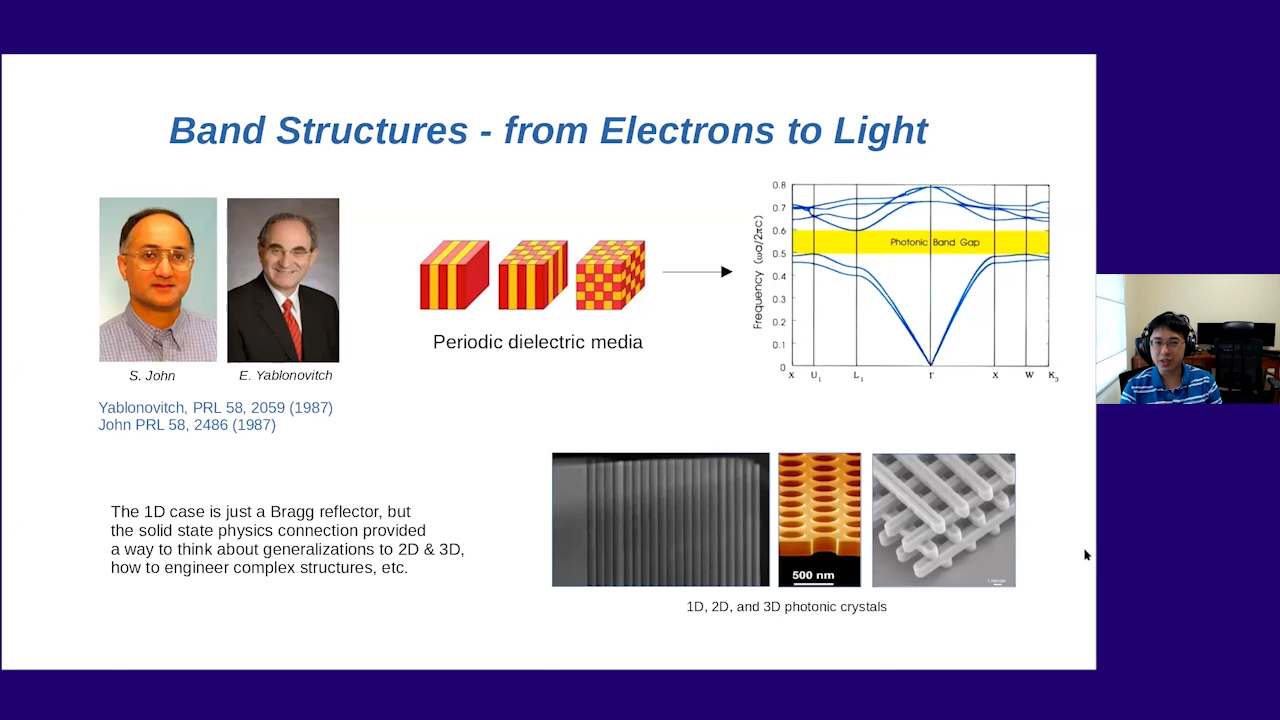 Band Structures - from Electrons to Light
S. John
E. Yablonovitch
Yablonovitch, PRL 58, 2059 (1987)
John PRL 58, 2486 (1987)
Periodic dielectric media
Frequency (ωa/2πc)
0.8
0.7
0.6
0.5
0.4
0.3
0.2
0.1
0
Photonic Band Gap
X U1 L1 Γ X W K3
The 1D case is just a Bragg reflector, but
the solid state physics connection provided
a way to think about generalizations to 2D & 3D,
how to engineer complex structures, etc.
500 nm
1D, 2D, and 3D photonic crystals